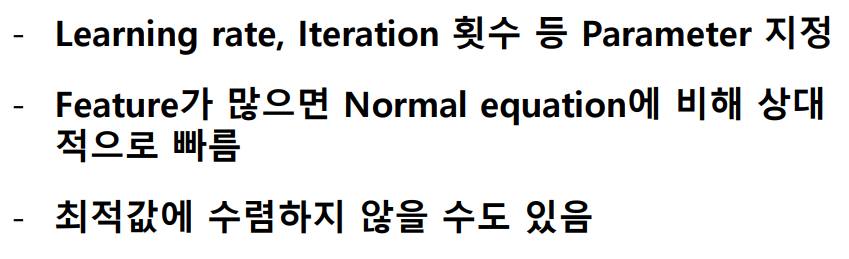 - Learning rate, Iteration 횟수 등 Parameter 지정
- Feature가 많으면 Normal equation에 비해 상대
적으로 빠름
- 최적값에 수렴하지 않을 수도 있음